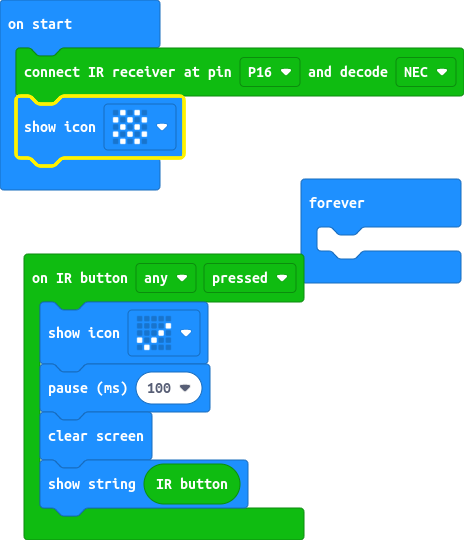 on start
connect IR receiver at pin P16 and decode NEC
show icon
forever
on IR button any pressed
show icon
pause (ms) 100
clear screen
show string IR button